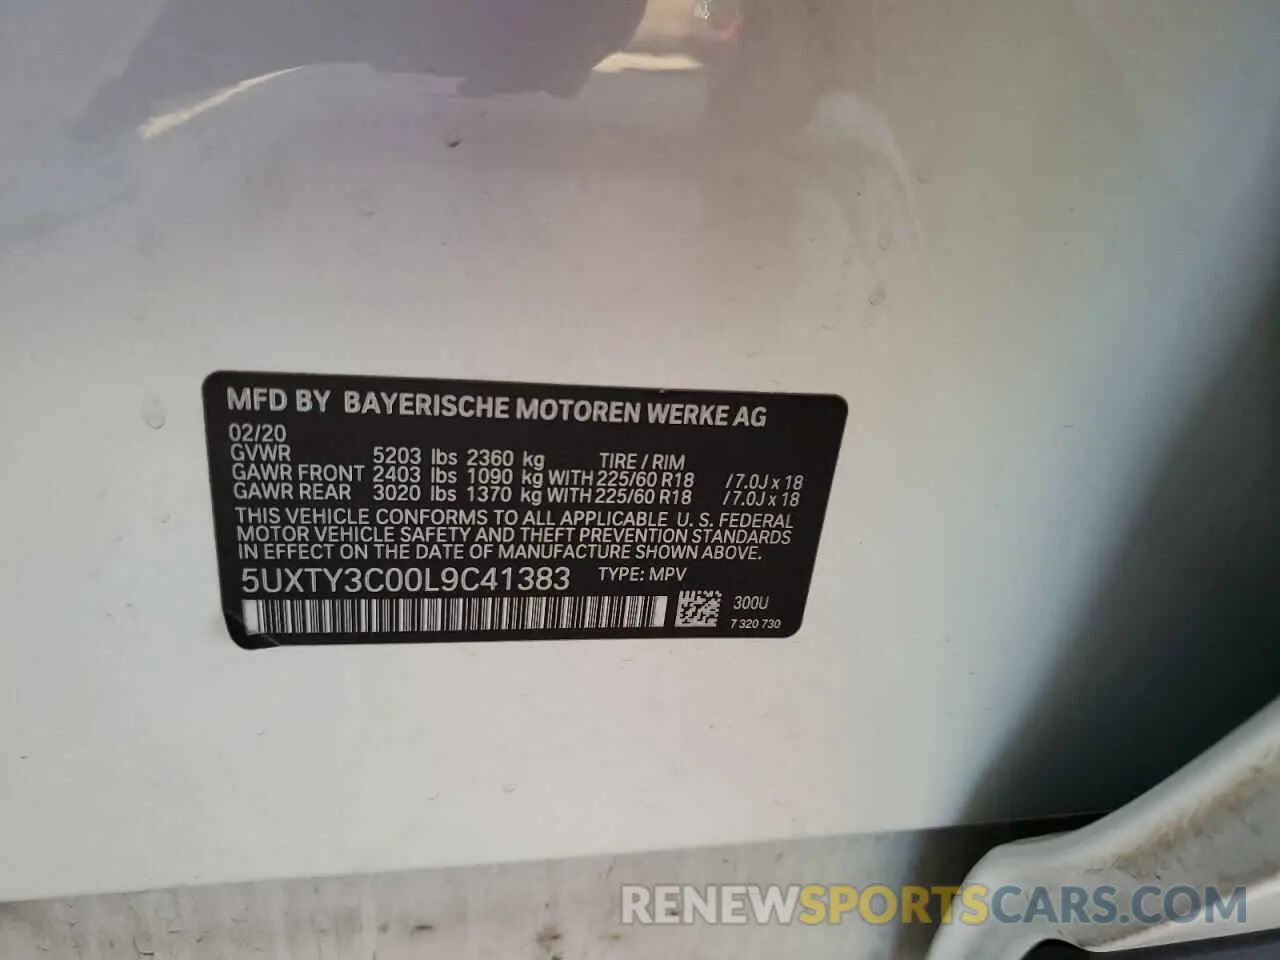 MFD BY BAYERISCHE MOTOREN WERKE AG
02/20
GVWR 5203 lbs 2360 kg TIRE / RIM
GAWR FRONT 2403 lbs 1090 kg WITH 225/60 R18 / 7.0J x 18
GAWR REAR 3020 lbs 1370 kg WITH 225/60 R18 / 7.0J x 18
THIS VEHICLE CONFORMS TO ALL APPLICABLE U. S. FEDERAL
MOTOR VEHICLE SAFETY AND THEFT PREVENTION STANDARDS
IN EFFECT ON THE DATE OF MANUFACTURE SHOWN ABOVE.
5UXTY3C00L9C41383 TYPE: MPV
300U
7 320 730
RENEWSPORTSCARS.COM